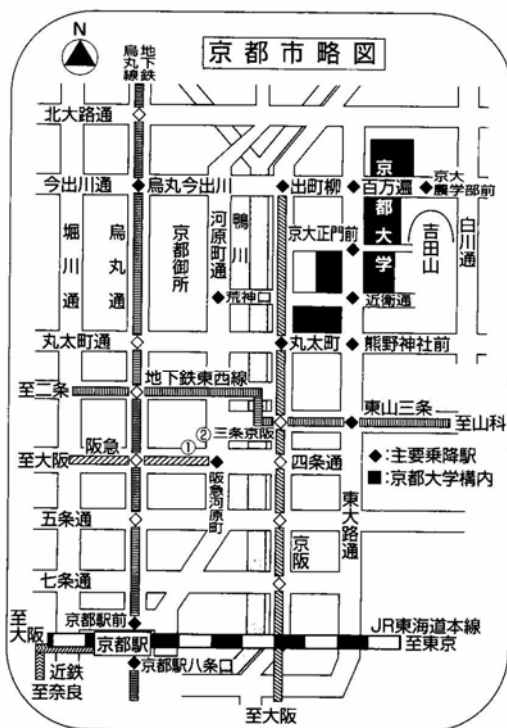 N
地下鉄
烏丸線
京都市略図
北大路通
今出川通
烏丸今出川
出町柳
百万遍
京大
農学部前
京都大学
堀川通
烏丸通
京都御所
河原町通
鴨川
京大正門前
吉田山
白川通
荒神口
近衛通
丸太町通
丸太町
熊野神社前
至二条
地下鉄東西線
東山三条
至山科
②
三条京阪
①
阪急
至大阪
阪急河原町
四条通
◆:主要乗降駅
■:京都大学構内
五条通
京阪
東大路通
七条通
京都駅前
至
大阪
京都駅
JR東海道本線
至東京
近鉄
至奈良
京都駅八条口
至大阪